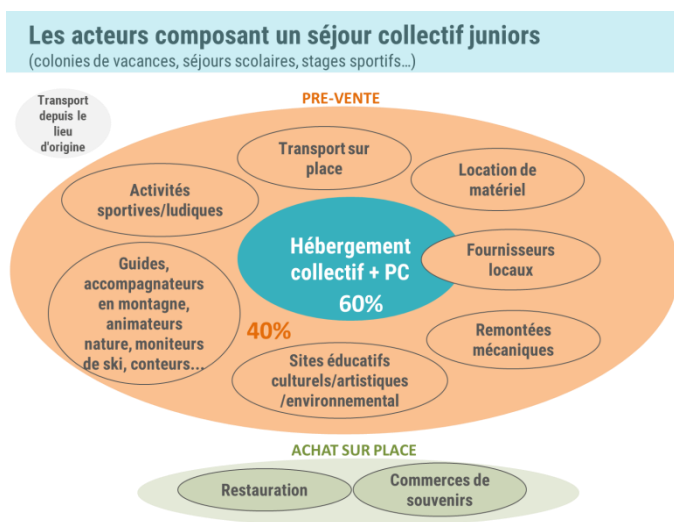 Les acteurs composant un séjour collectif juniors
(colonies de vacances, séjours scolaires, stages sportifs…)
Transport
depuis le
lieu
d'origine
PRE-VENTE
Transport sur
place
Location de
matériel
Activités
sportives/ludiques
Hébergement
collectif + PC
60%
Fournisseurs
locaux
Guides,
accompagnateurs
en montagne,
animateurs
nature, moniteurs
de ski, conteurs...
40%
Remontées
mécaniques
Sites éducatifs
culturels/artistiques
/environnemental
ACHAT SUR PLACE
Restauration
Commerces de
souvenirs